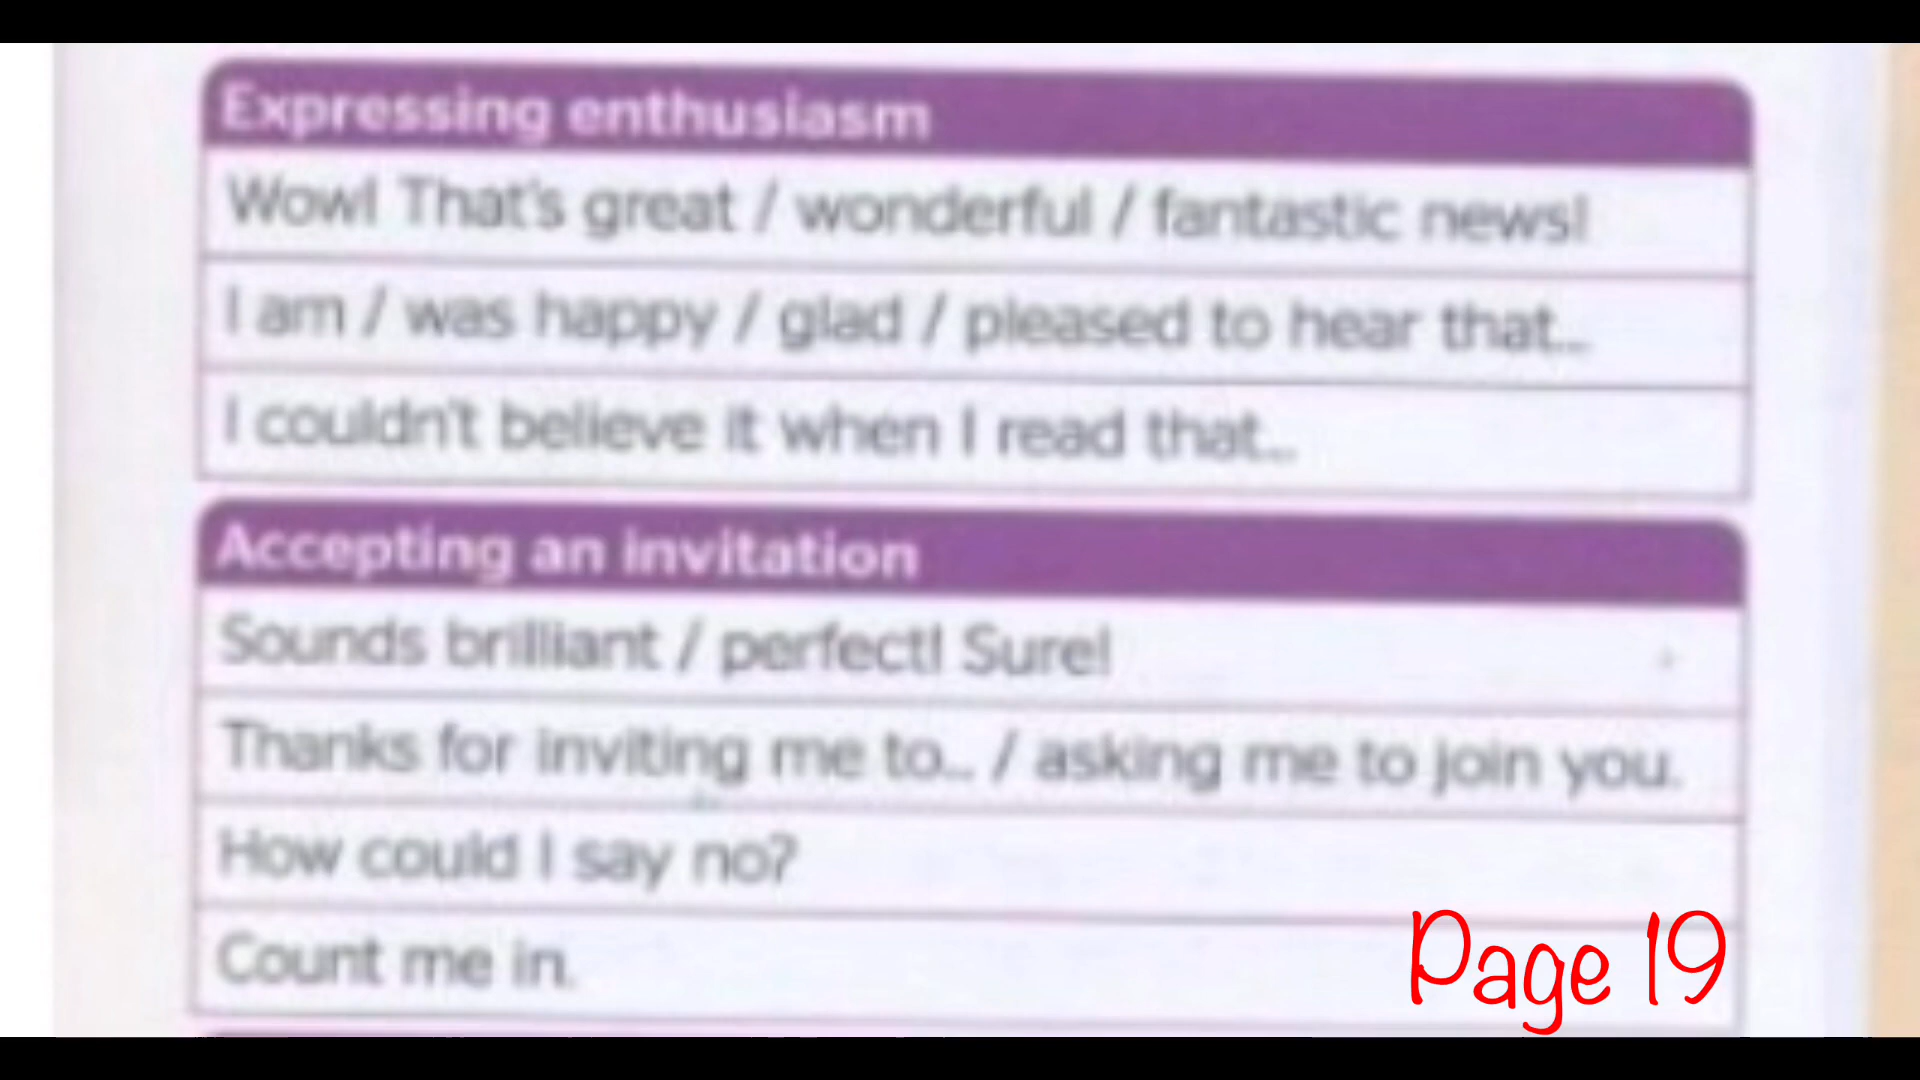 Expressing enthusiasm
Wow! That's great / wonderful / fantastic news!
I am / was happy / glad / pleased to hear that...
I couldn't believe it when I read that...
Accepting an invitation
Sounds brilliant / perfect! Sure!
Thanks for inviting me to... / asking me to join you.
How could I say no?
Count me in.
Page 19